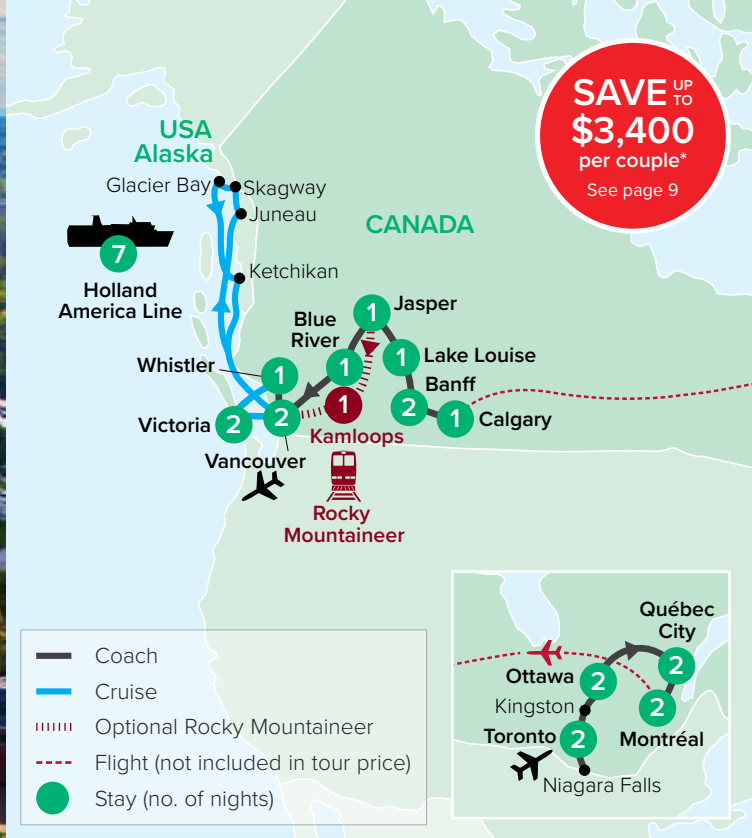 SAVE UP TO
$3,400
per couple*
See page 9
USA
Alaska
Glacier Bay
Skagway
Juneau
CANADA
7
Ketchikan
Holland
America Line
1
Jasper
Blue
River
1
1
Lake Louise
Whistler
1
Banff
2
1
Calgary
Victoria
2
2
1
Kamloops
Vancouver
Rocky
Mountaineer
Coach
Cruise
Optional Rocky Mountaineer
Flight (not included in tour price)
Stay (no. of nights)
Québec
City
2
Ottawa
2
Kingston
2
Toronto
2
Montréal
Niagara Falls